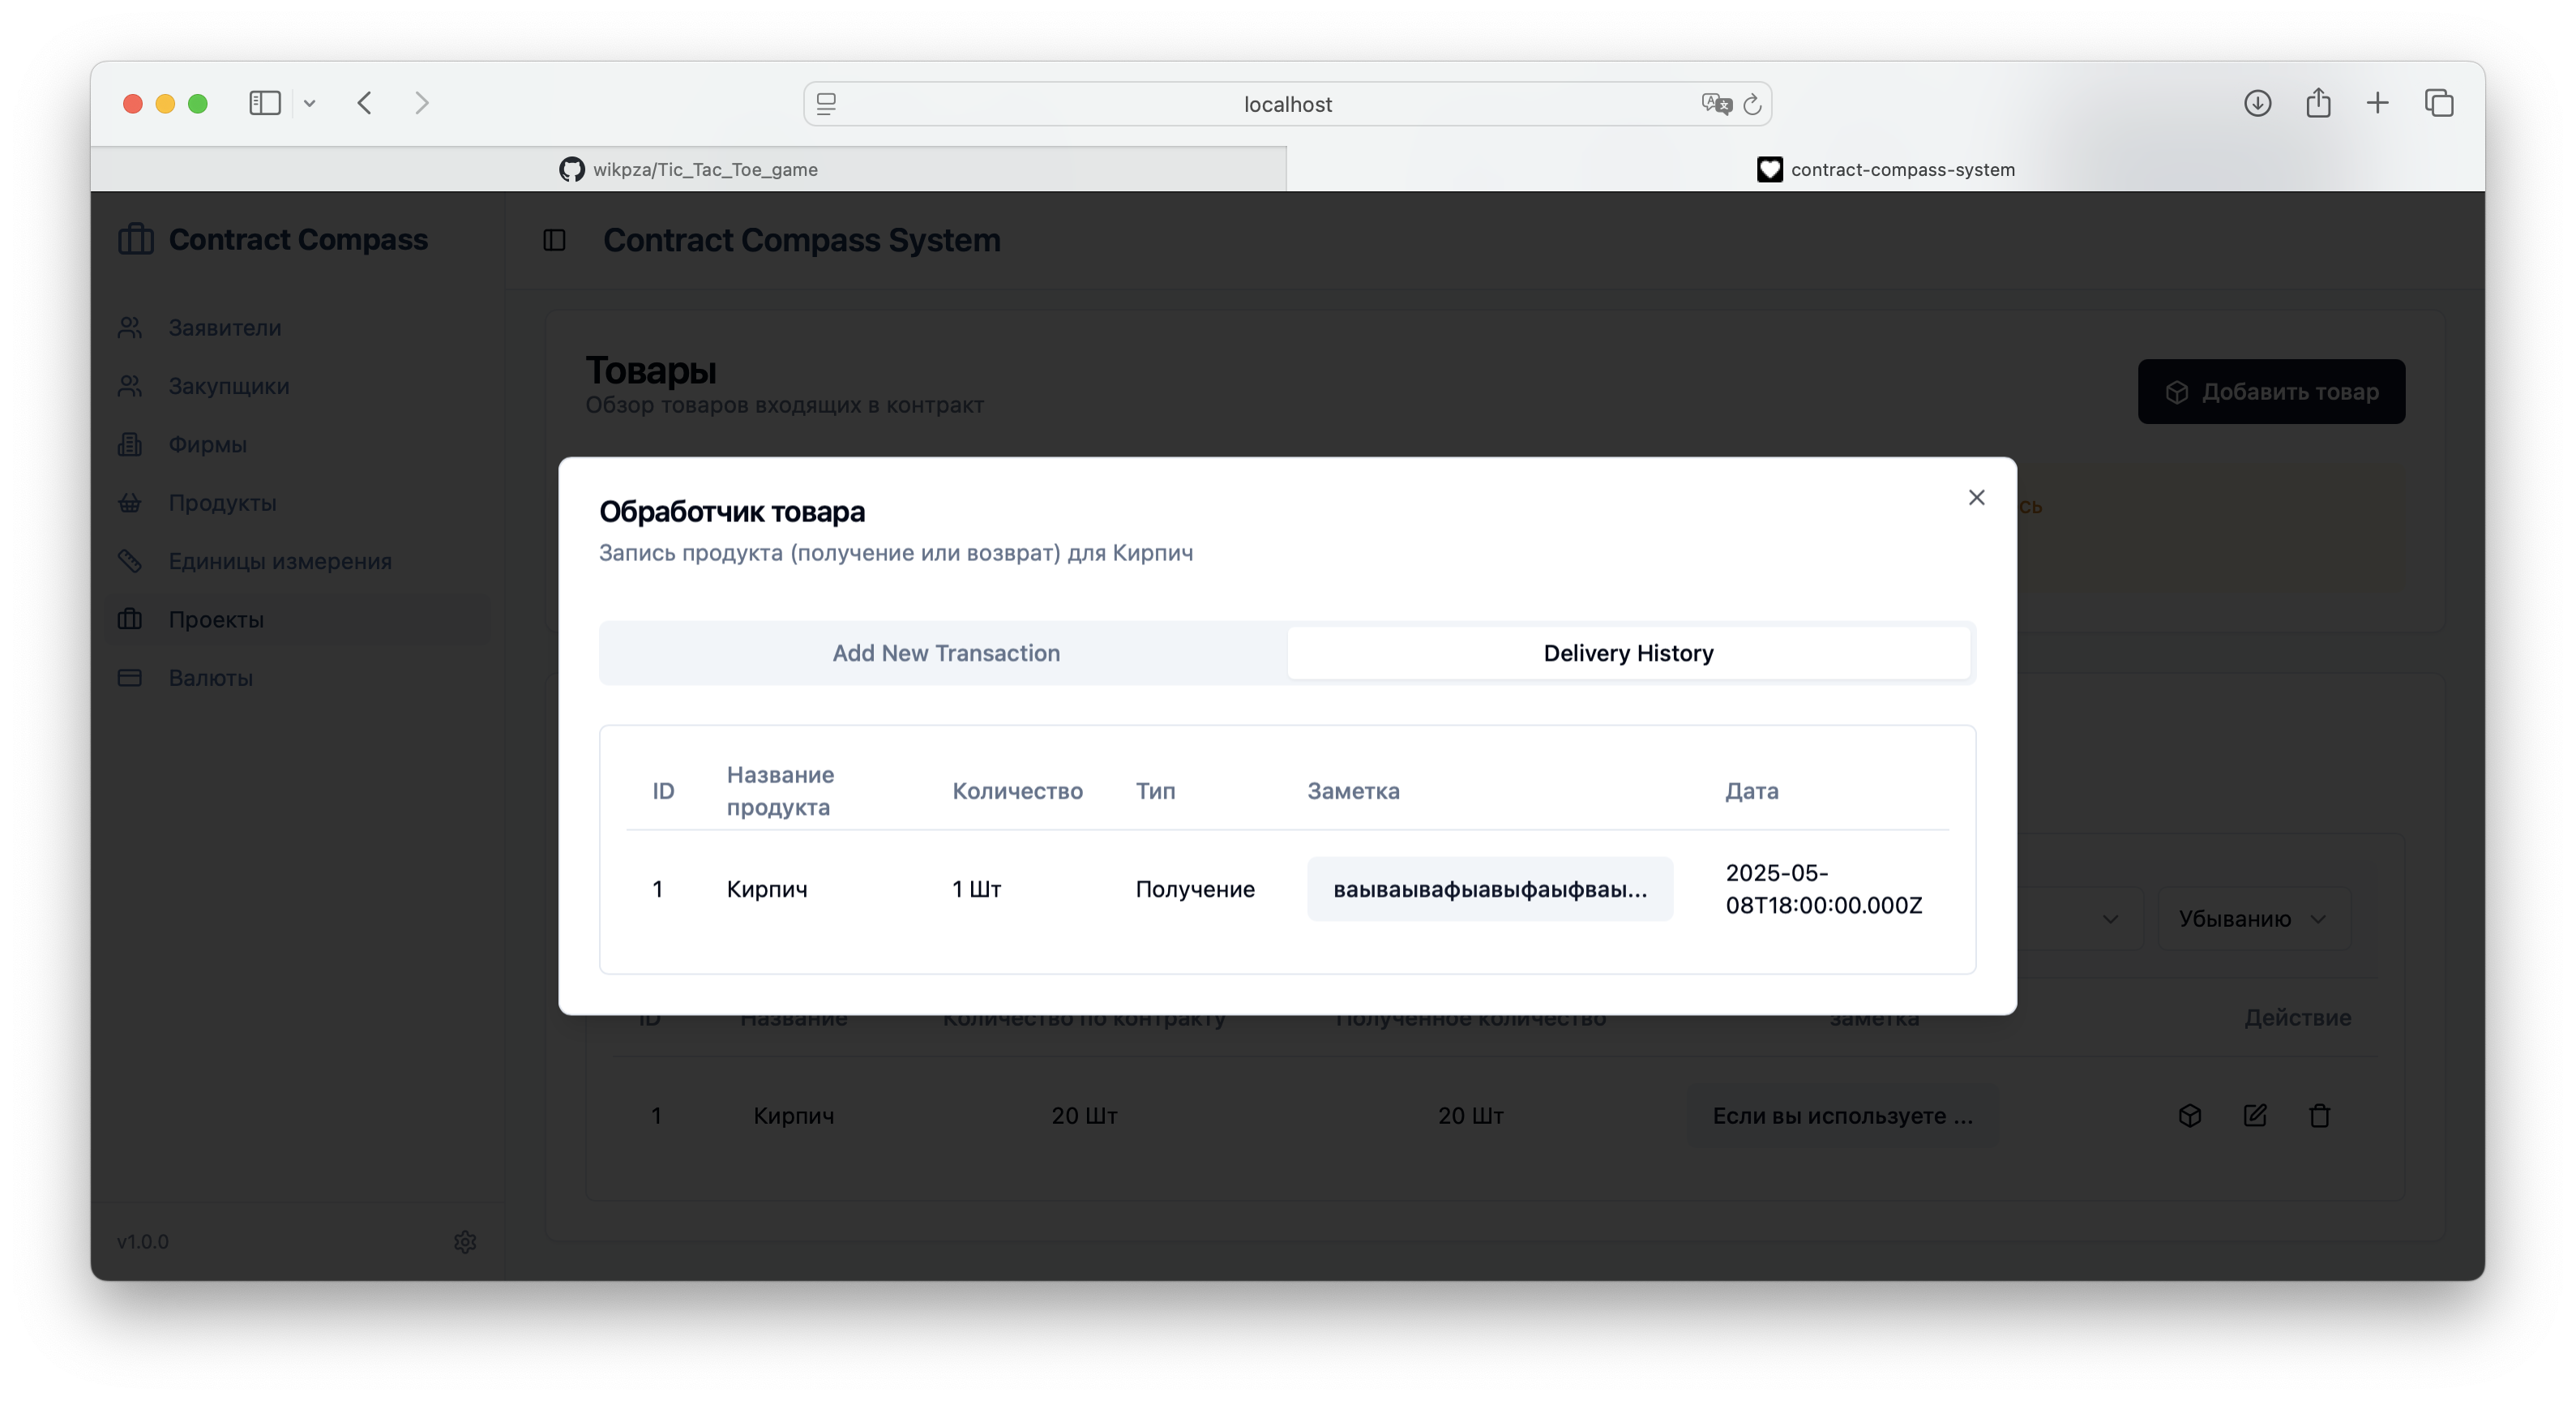 localhost
wikpza/Tic_Tac_Toe_game
contract-compass-system
Contract Compass
Contract Compass System
Заявители
Закупщики
Фирмы
Продукты
Единицы измерения
Проекты
Валюты
v1.0.0
Товары
Обзор товаров входящих в контракт
Добавить товар
сь
Обработчик товара
Запись продукта (получение или возврат) для Кирпич
Add New Transaction
Delivery History
ID
Название
продукта
Количество
Тип
Заметка
Дата
1
Кирпич
1 Шт
Получение
ваываывафыавыфаыфваы...
2025-05-
08T18:00:00.000Z
Убыванию
ID
Название
Количество по контракту
Полученное количество
заметка
Действие
1
Кирпич
20 Шт
20 Шт
Если вы используете ...